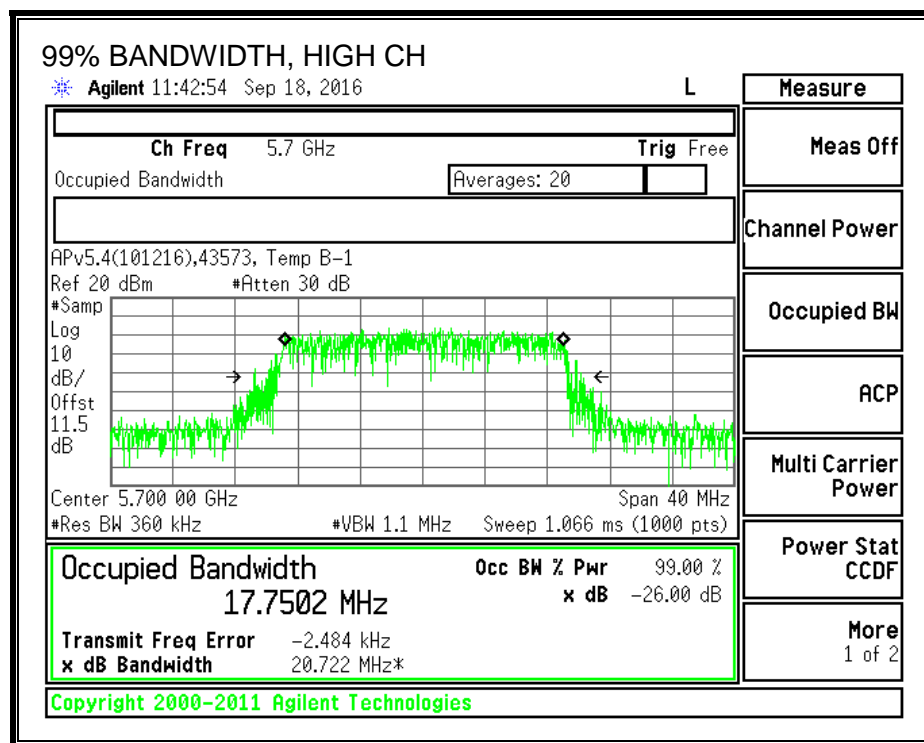 99% BANDWIDTH, HIGH CH
Agilent 11:42:54 Sep 18, 2016 L
Measure
Ch Freq 5.7 GHz Trig Free
Meas Off
Occupied Bandwidth Averages: 20
Channel Power
APv5.4(101216),43573, Temp B-1
Ref 20 dBm #Atten 30 dB
#Samp
Log
10
dB/
Offst
11.5
dB
Occupied BW
ACP
Multi Carrier
Power
Center 5.700 00 GHz Span 40 MHz
#Res BW 360 kHz #VBW 1.1 MHz Sweep 1.066 ms (1000 pts)
Power Stat
CCDF
Occupied Bandwidth Occ BW % Pwr 99.00 %
17.7502 MHz x dB -26.00 dB
Transmit Freq Error -2.484 kHz
x dB Bandwidth 20.722 MHz*
More
1 of 2
Copyright 2000-2011 Agilent Technologies